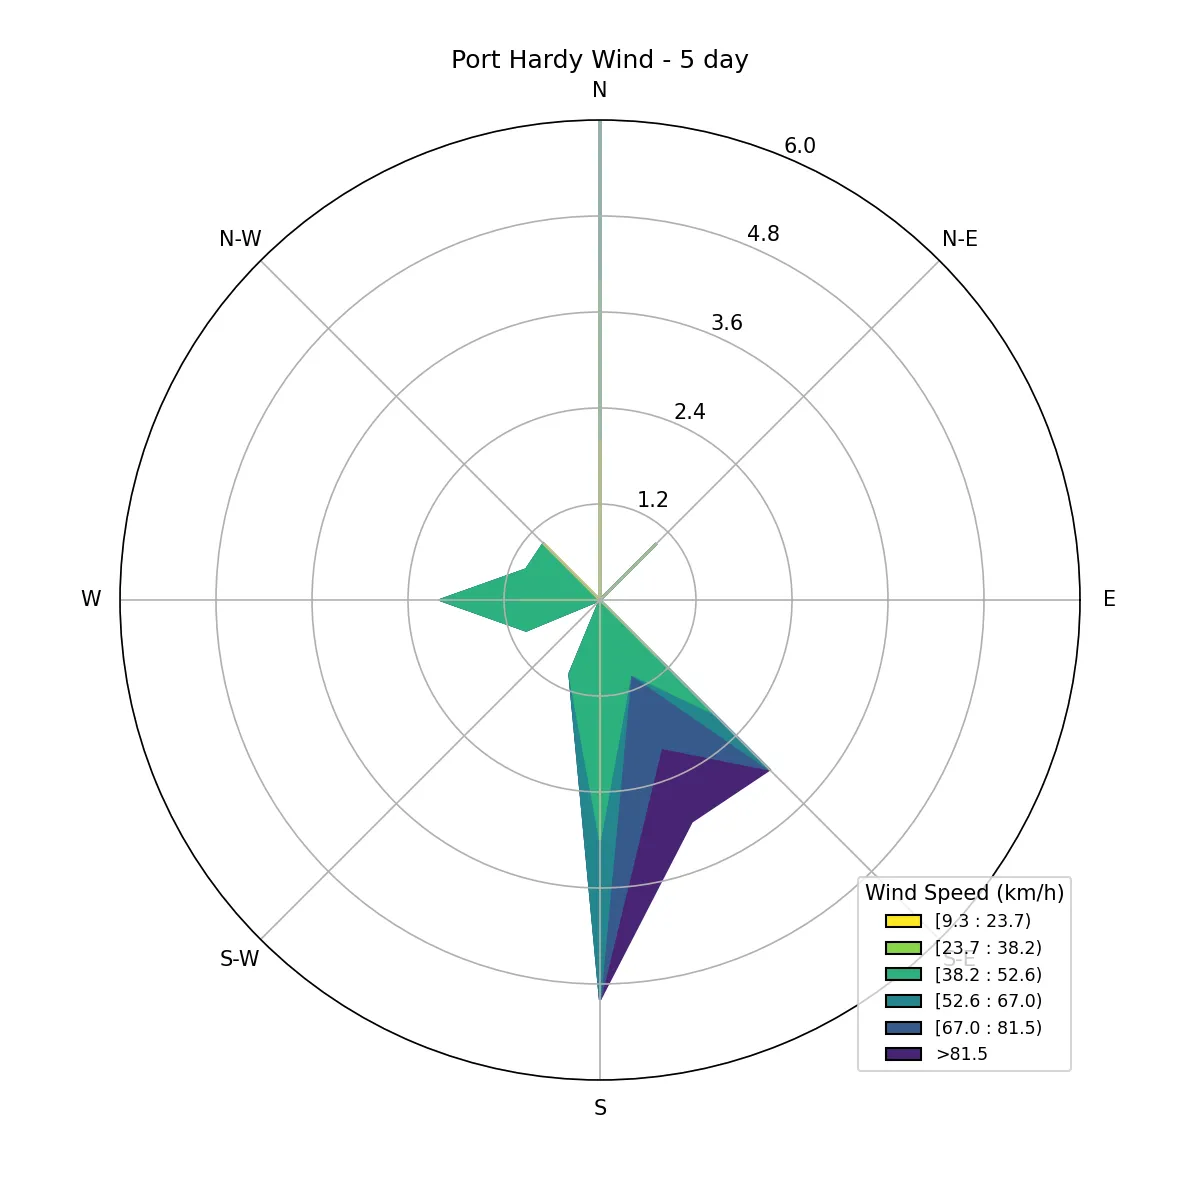 Port Hardy Wind - 5 day
N
6.0
N-W
N-E
4.8
3.6
2.4
1.2
W
E
S-W
S-E
S
Wind Speed (km/h)
[9.3 : 23.7)
[23.7 : 38.2)
[38.2 : 52.6)
[52.6 : 67.0)
[67.0 : 81.5)
>81.5